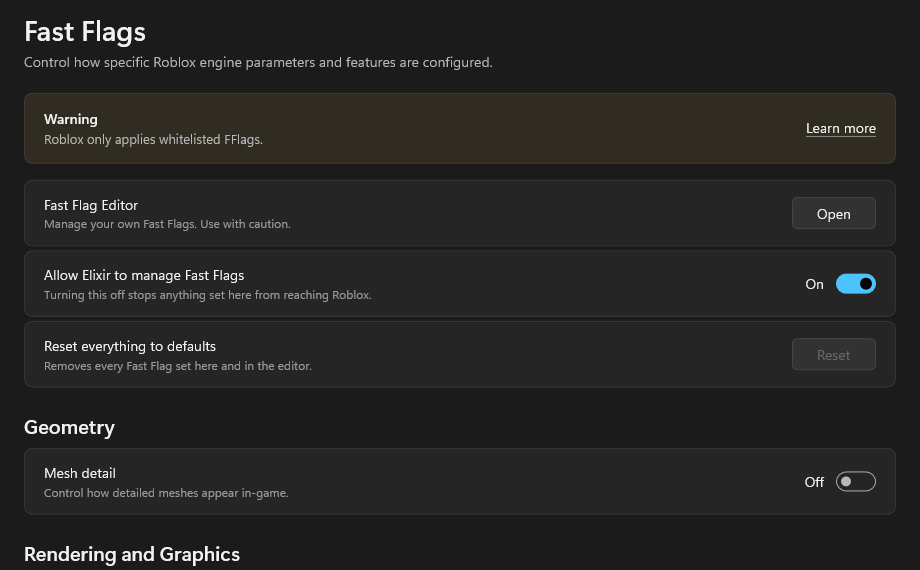 Fast Flags
Control how specific Roblox engine parameters and features are configured.
Warning
Roblox only applies whitelisted FFlags.
Learn more
Fast Flag Editor
Manage your own Fast Flags. Use with caution.
Open
Allow Elixir to manage Fast Flags
Turning this off stops anything set here from reaching Roblox.
On
Reset everything to defaults
Removes every Fast Flag set here and in the editor.
Reset
Geometry
Mesh detail
Control how detailed meshes appear in-game.
Off
Rendering and Graphics